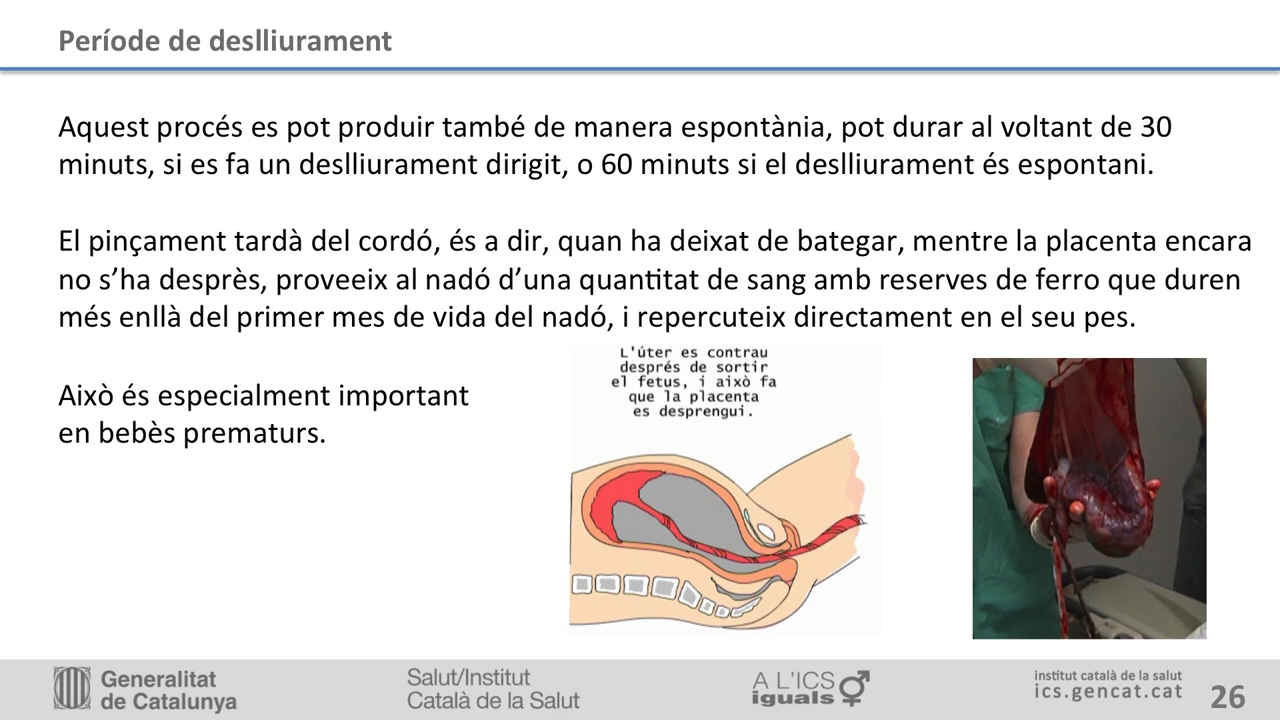 Període de deslliurament
Aquest procés es pot produir també de manera espontània, pot durar al voltant de 30
minuts, si es fa un deslliurament dirigit, o 60 minuts si el deslliurament és espontani.
El pinçament tardà del cordó, és a dir, quan ha deixat de bategar, mentre la placenta encara
no s’ha desprès, proveeix al nadó d’una quantitat de sang amb reserves de ferro que duren
més enllà del primer mes de vida del nadó, i repercuteix directament en el seu pes.
Això és especialment important
en bebès prematurs.
L'úter es contrau
després de sortir
el fetus, i això fa
que la placenta
es desprengui.
Generalitat
de Catalunya
Salut/Institut
Català de la Salut
A L'ICS
iguals
institut català de la salut
ics.gencat.cat
26